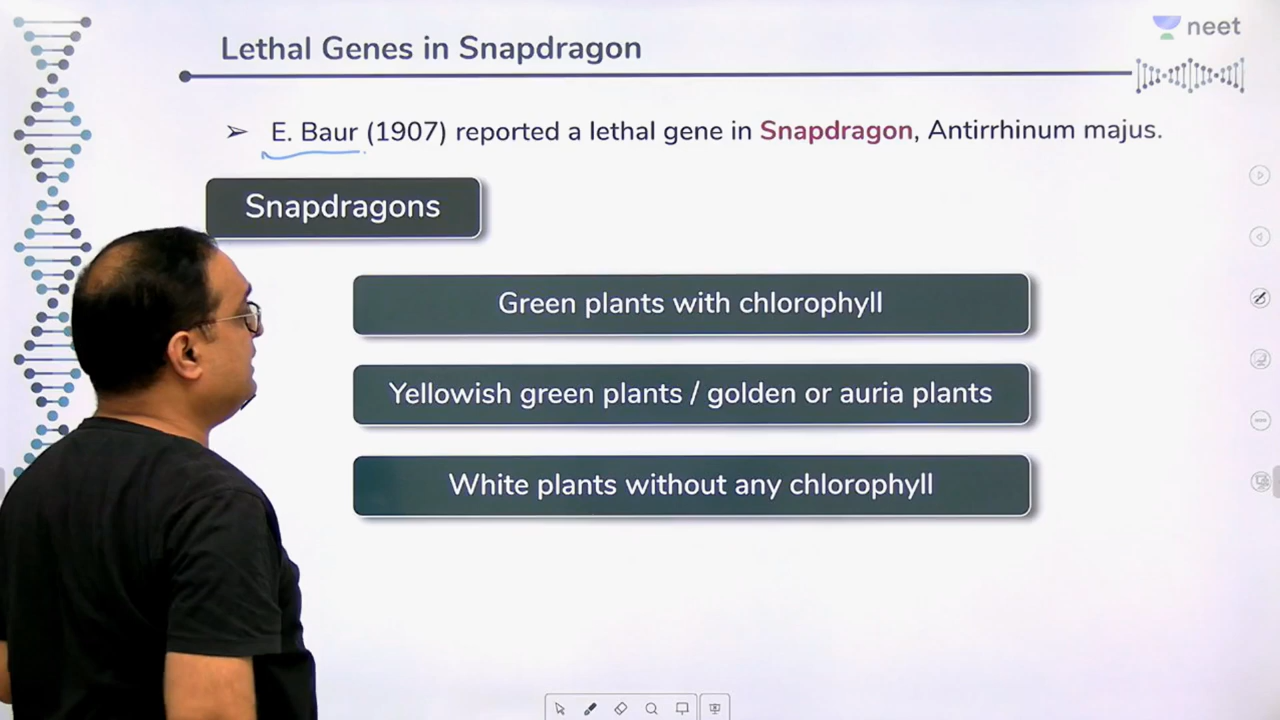 neet
Lethal Genes in Snapdragon
➢ E. Baur (1907) reported a lethal gene in Snapdragon, Antirrhinum majus.
Snapdragons
Green plants with chlorophyll
Yellowish green plants / golden or auria plants
White plants without any chlorophyll